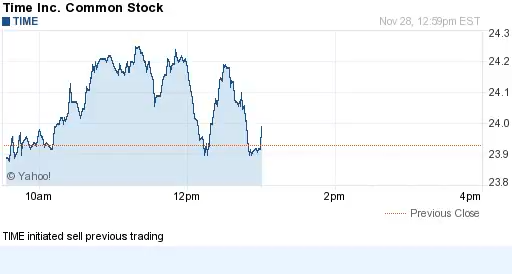 Time Inc. Common Stock
TIME Nov 28, 12:59pm EST
24.3
24.2
24.1
24.0
23.9
23.8
© Yahoo!
10am 12pm 2pm 4pm
Previous Close
TIME initiated sell previous trading